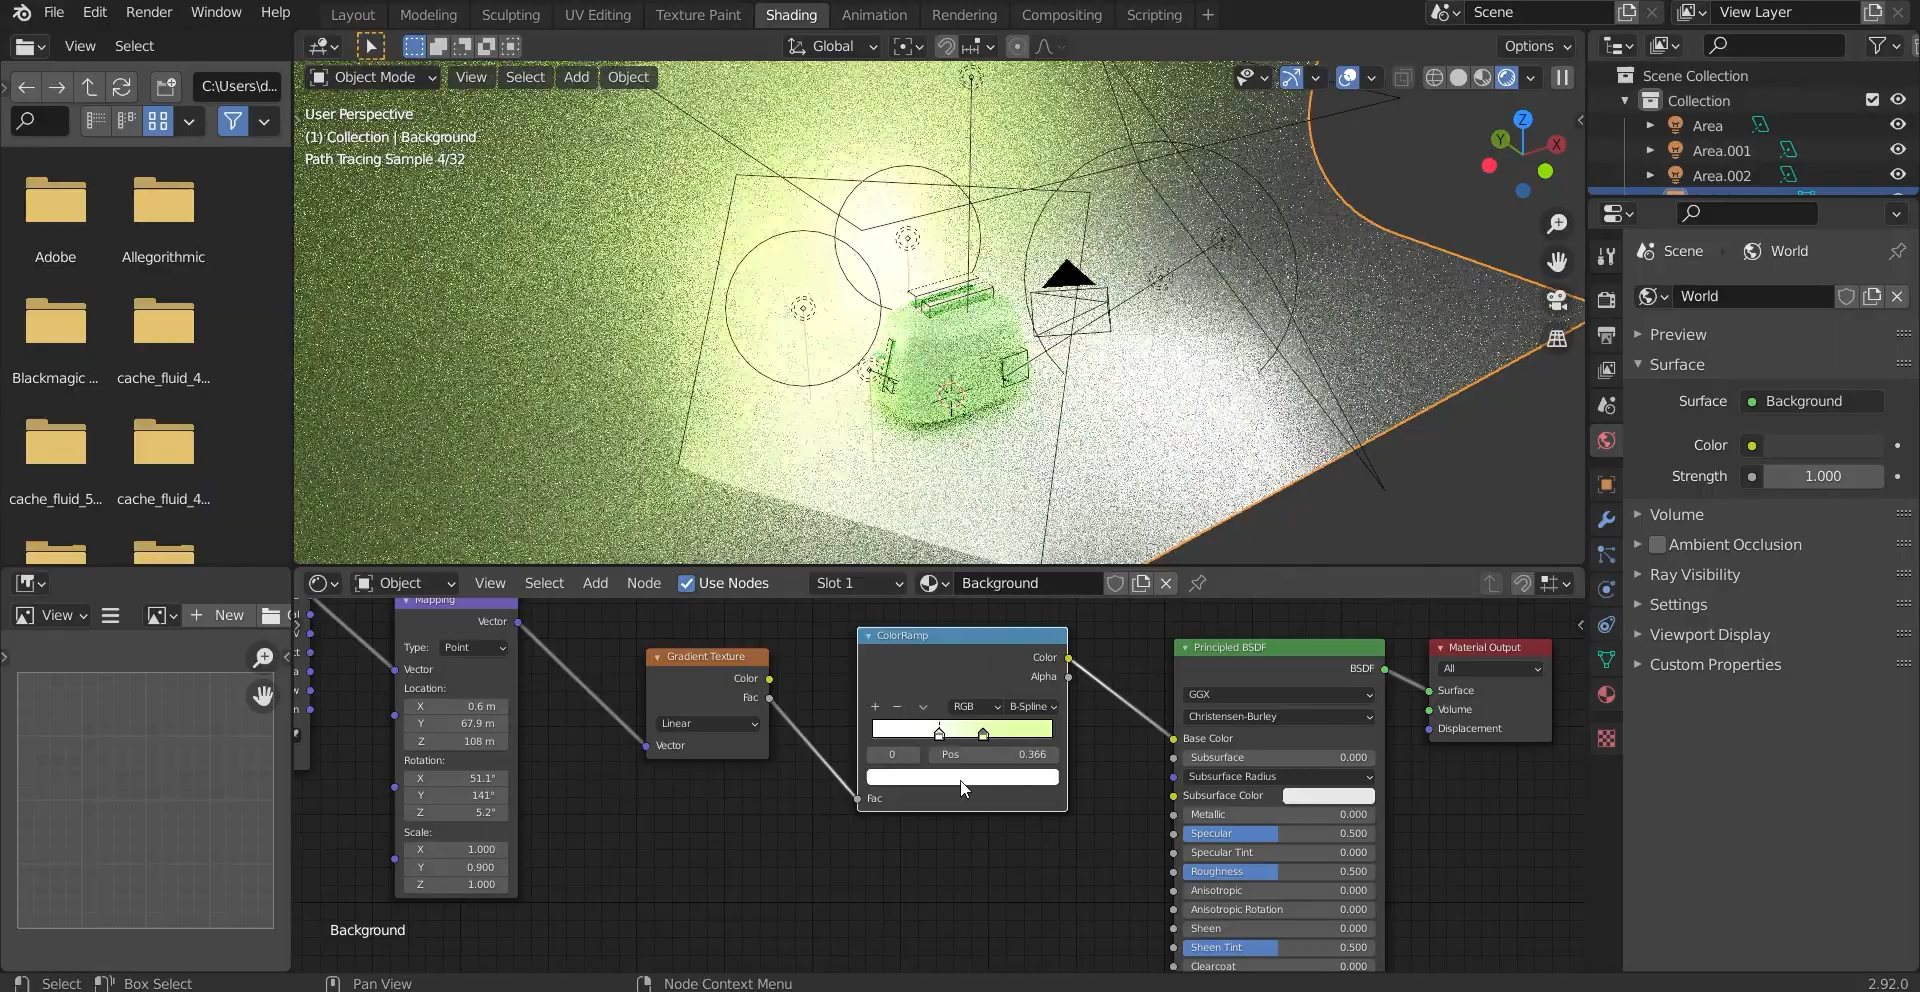 File Edit Render Window Help
Layout Modeling Sculpting UV Editing Texture Paint Shading Animation Rendering Compositing Scripting +
Scene
View Layer
View Select
Global
Options
C:\Users\d...
Object Mode View Select Add Object
User Perspective
(1) Collection | Background
Path Tracing Sample 4/32
Z
Y
X
Adobe
Allegorithmic
Blackmagic ...
cache_fluid_4...
cache_fluid_5...
cache_fluid_4...
Scene Collection
Collection
Area
Area.001
Area.002
Scene World
World
Preview
Surface
Surface Background
Color
Strength 1.000
Volume
Ambient Occlusion
Ray Visibility
Settings
Viewport Display
Custom Properties
View + New
Object View Select Add Node Use Nodes Slot 1 Background
Mapping
Vector
Type: Point
Vector
Location:
X 0.6 m
Y 67.9 m
Z 108 m
Rotation:
X 51.1°
Y 141°
Z 5.2°
Scale:
X 1.000
Y 0.900
Z 1.000
Gradient Texture
Color
Fac
Linear
Vector
ColorRamp
Color
Alpha
+ − RGB B-Spline
0 Pos 0.366
Fac
Principled BSDF
BSDF
GGX
Christensen-Burley
Base Color
Subsurface 0.000
Subsurface Radius
Subsurface Color
Metallic 0.000
Specular 0.500
Specular Tint 0.000
Roughness 0.500
Anisotropic 0.000
Anisotropic Rotation 0.000
Sheen 0.000
Sheen Tint 0.500
Clearcoat 0.000
Material Output
All
Surface
Volume
Displacement
Background
Select Box Select Pan View Node Context Menu 2.92.0